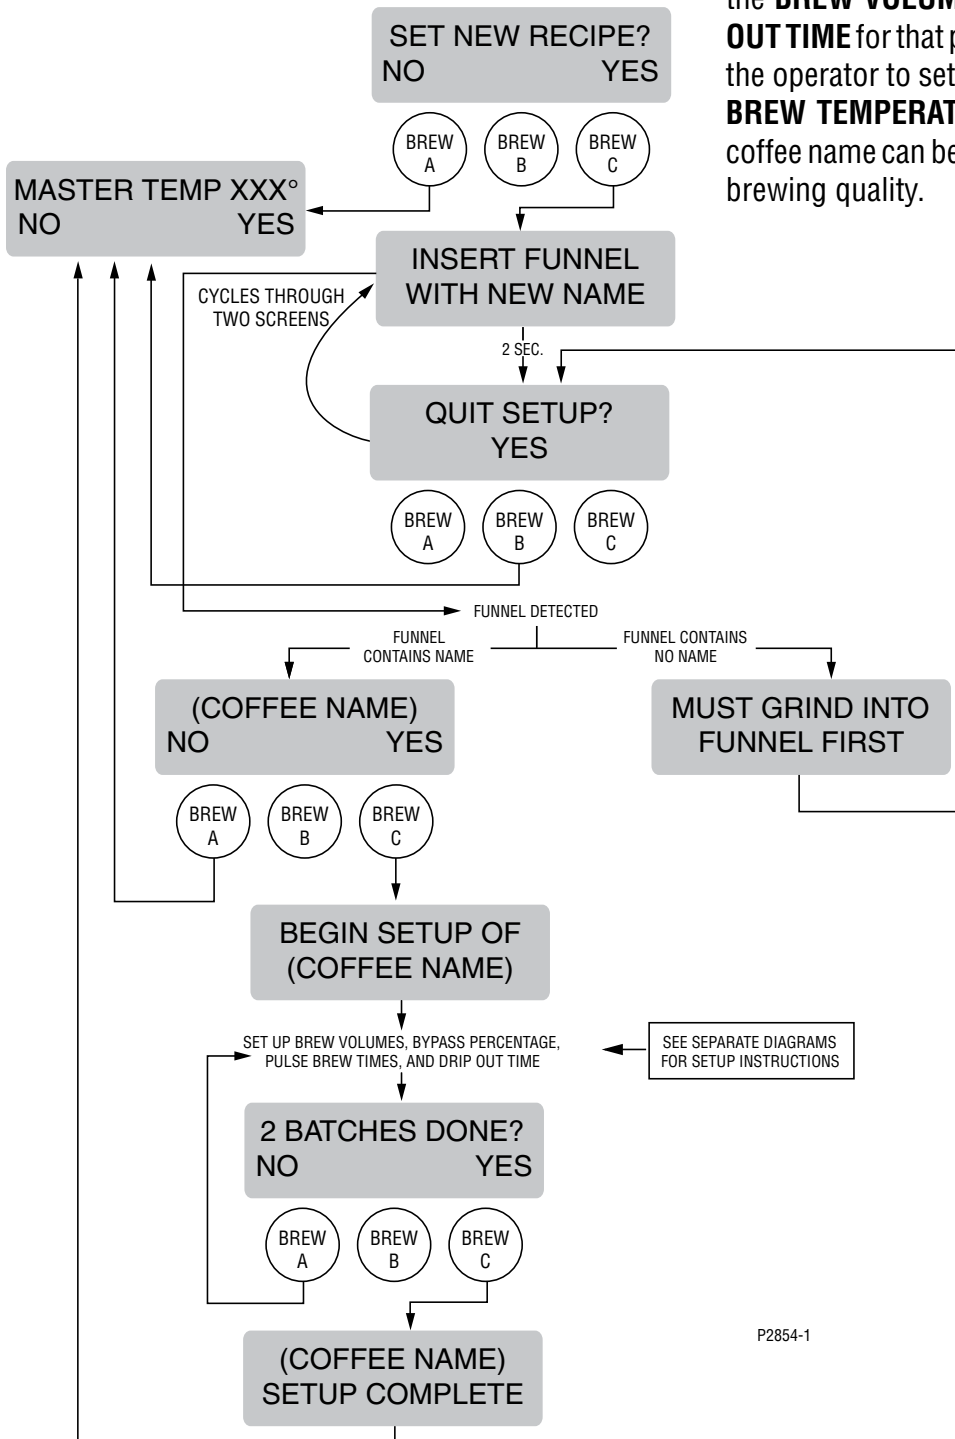 the BREW VOLUM
OUT TIME for that p
the operator to set
BREW TEMPERAT
coffee name can be
brewing quality.
SET NEW RECIPE?
NO YES
BREW A
BREW B
BREW C
MASTER TEMP XXX°
NO YES
INSERT FUNNEL
WITH NEW NAME
CYCLES THROUGH
TWO SCREENS
2 SEC.
QUIT SETUP?
YES
BREW A
BREW B
BREW C
FUNNEL DETECTED
FUNNEL
CONTAINS NAME
FUNNEL CONTAINS
NO NAME
(COFFEE NAME)
NO YES
MUST GRIND INTO
FUNNEL FIRST
BREW A
BREW B
BREW C
BEGIN SETUP OF
(COFFEE NAME)
SET UP BREW VOLUMES, BYPASS PERCENTAGE,
PULSE BREW TIMES, AND DRIP OUT TIME
SEE SEPARATE DIAGRAMS
FOR SETUP INSTRUCTIONS
2 BATCHES DONE?
NO YES
BREW A
BREW B
BREW C
P2854-1
(COFFEE NAME)
SETUP COMPLETE